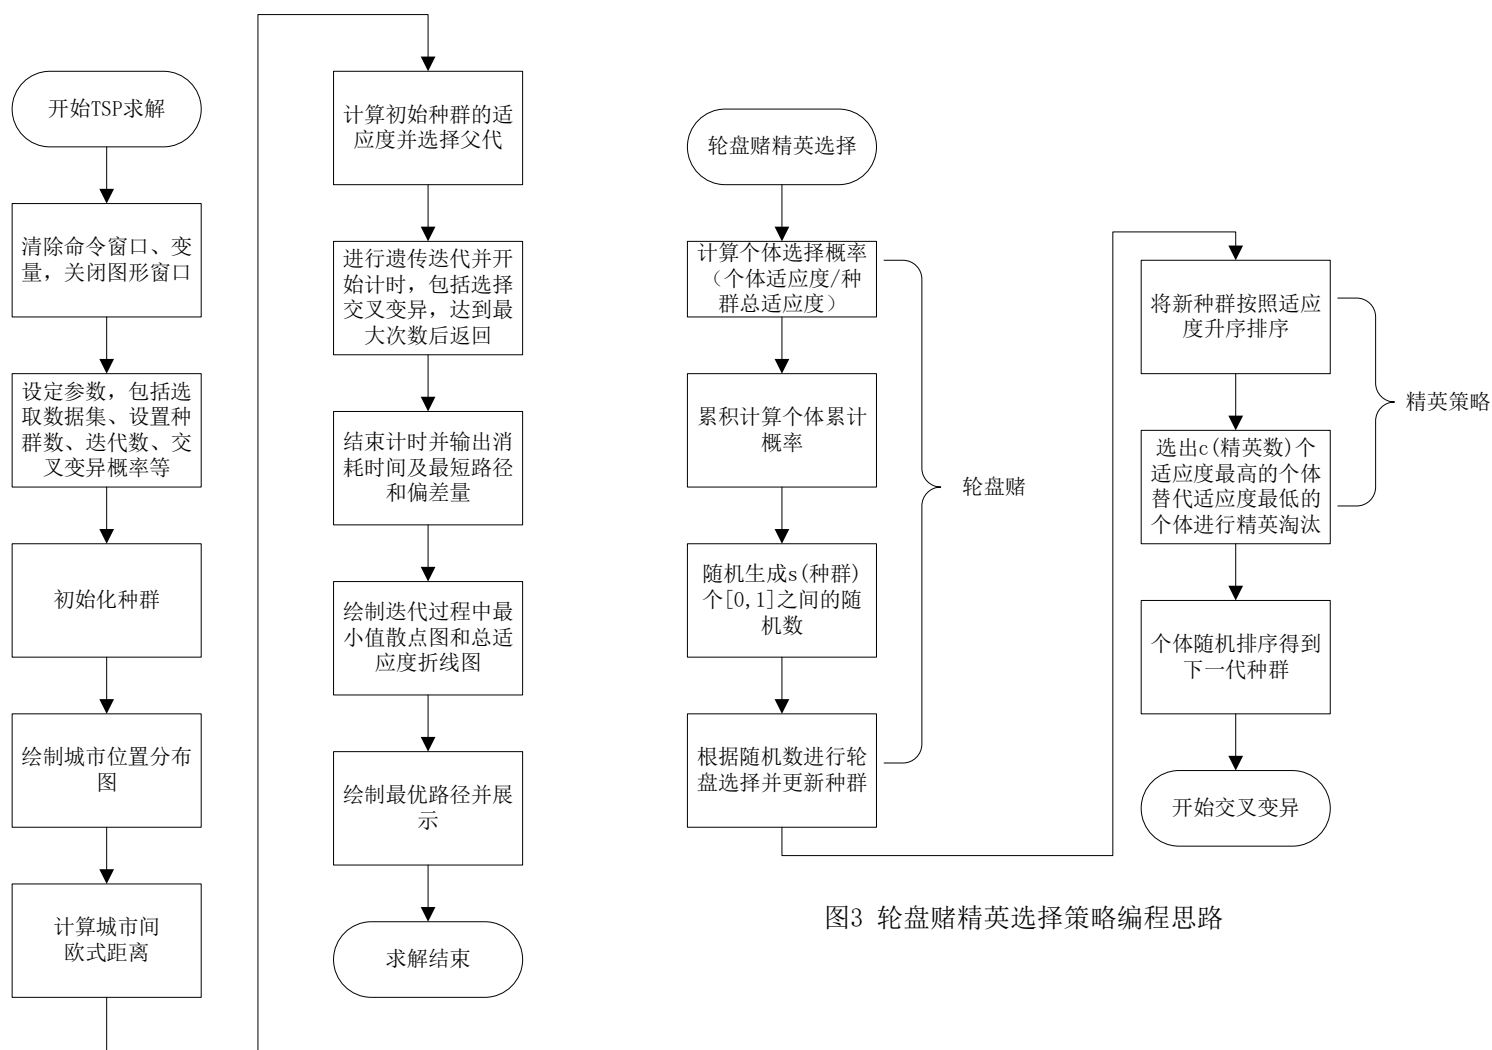 开始TSP求解
清除命令窗口、变
量，关闭图形窗口
设定参数，包括选
取数据集、设置种
群数、迭代数、交
叉变异概率等
初始化种群
绘制城市位置分布
图
计算城市间
欧式距离
计算初始种群的适
应度并选择父代
进行遗传迭代并开
始计时，包括选择
交叉变异，达到最
大次数后返回
结束计时并输出消
耗时间及最短路径
和偏差量
绘制迭代过程中最
小值散点图和总适
应度折线图
绘制最优路径并展
示
求解结束
轮盘赌精英选择
计算个体选择概率
（个体适应度/种
群总适应度）
累积计算个体累计
概率
随机生成s(种群)
个[0,1]之间的随
机数
根据随机数进行轮
盘选择并更新种群
轮盘赌
将新种群按照适应
度升序排序
选出c(精英数)个
适应度最高的个体
替代适应度最低的
个体进行精英淘汰
精英策略
个体随机排序得到
下一代种群
开始交叉变异
图3 轮盘赌精英选择策略编程思路